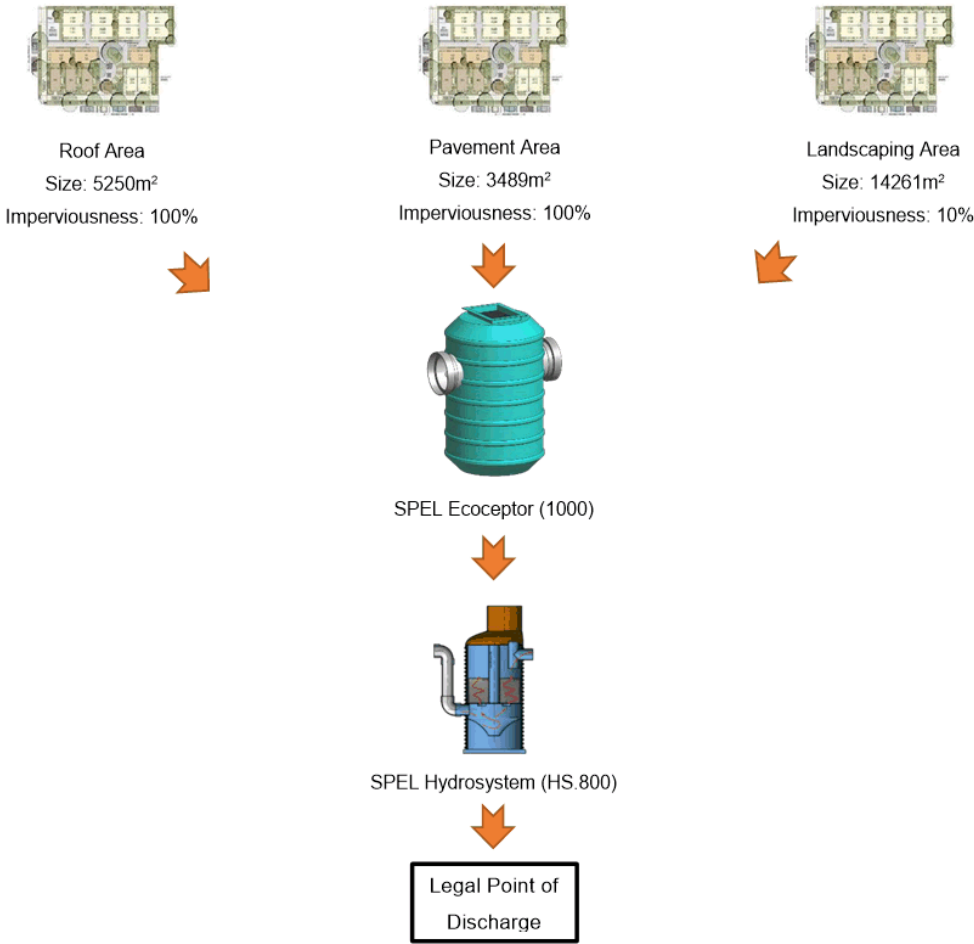 Roof Area
Size: 5250m²
Imperviousness: 100%
Pavement Area
Size: 3489m²
Imperviousness: 100%
Landscaping Area
Size: 14261m²
Imperviousness: 10%
SPEL Ecoceptor (1000)
SPEL Hydrosystem (HS.800)
Legal Point of
Discharge